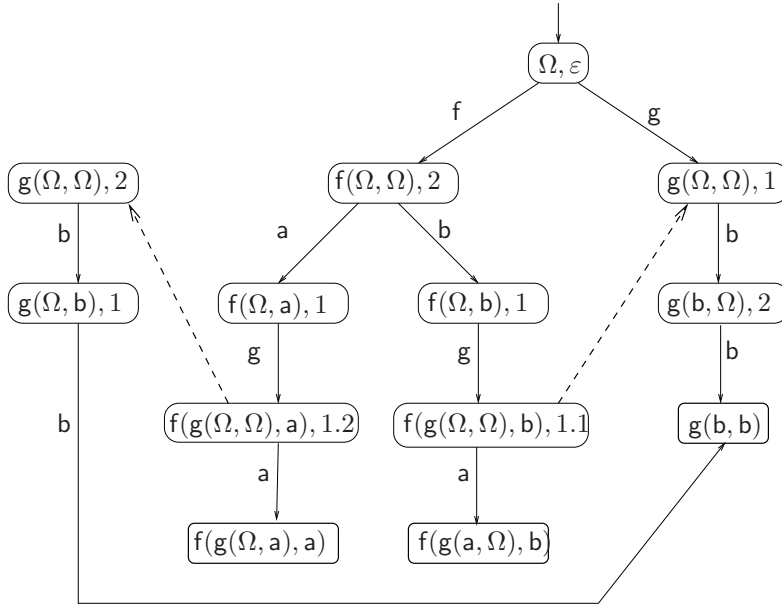 Ω, ε
f
g
g(Ω, Ω), 2
f(Ω, Ω), 2
g(Ω, Ω), 1
b
a
b
b
g(Ω, b), 1
f(Ω, a), 1
f(Ω, b), 1
g(b, Ω), 2
g
g
b
b
f(g(Ω, Ω), a), 1.2
f(g(Ω, Ω), b), 1.1
g(b, b)
a
a
f(g(Ω, a), a)
f(g(a, Ω), b)